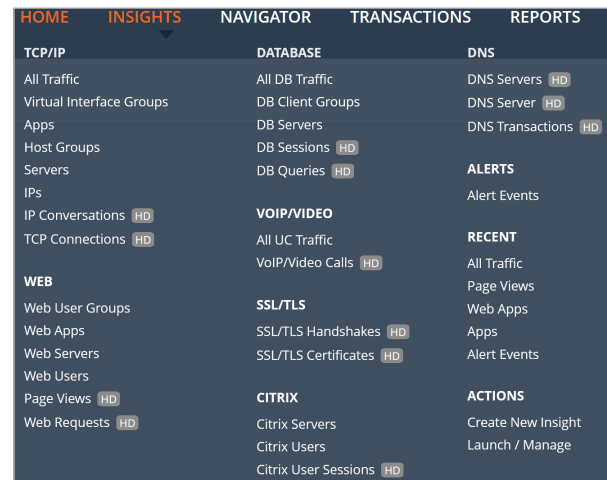 HOME INSIGHTS NAVIGATOR TRANSACTIONS REPORTS
TCP/IP
All Traffic
Virtual Interface Groups
Apps
Host Groups
Servers
IPs
IP Conversations HD
TCP Connections HD
WEB
Web User Groups
Web Apps
Web Servers
Web Users
Page Views HD
Web Requests HD
DATABASE
All DB Traffic
DB Client Groups
DB Servers
DB Sessions HD
DB Queries HD
VOIP/VIDEO
All UC Traffic
VoIP/Video Calls HD
SSL/TLS
SSL/TLS Handshakes HD
SSL/TLS Certificates HD
CITRIX
Citrix Servers
Citrix Users
Citrix User Sessions HD
DNS
DNS Servers HD
DNS Server HD
DNS Transactions HD
ALERTS
Alert Events
RECENT
All Traffic
Page Views
Web Apps
Apps
Alert Events
ACTIONS
Create New Insight
Launch / Manage